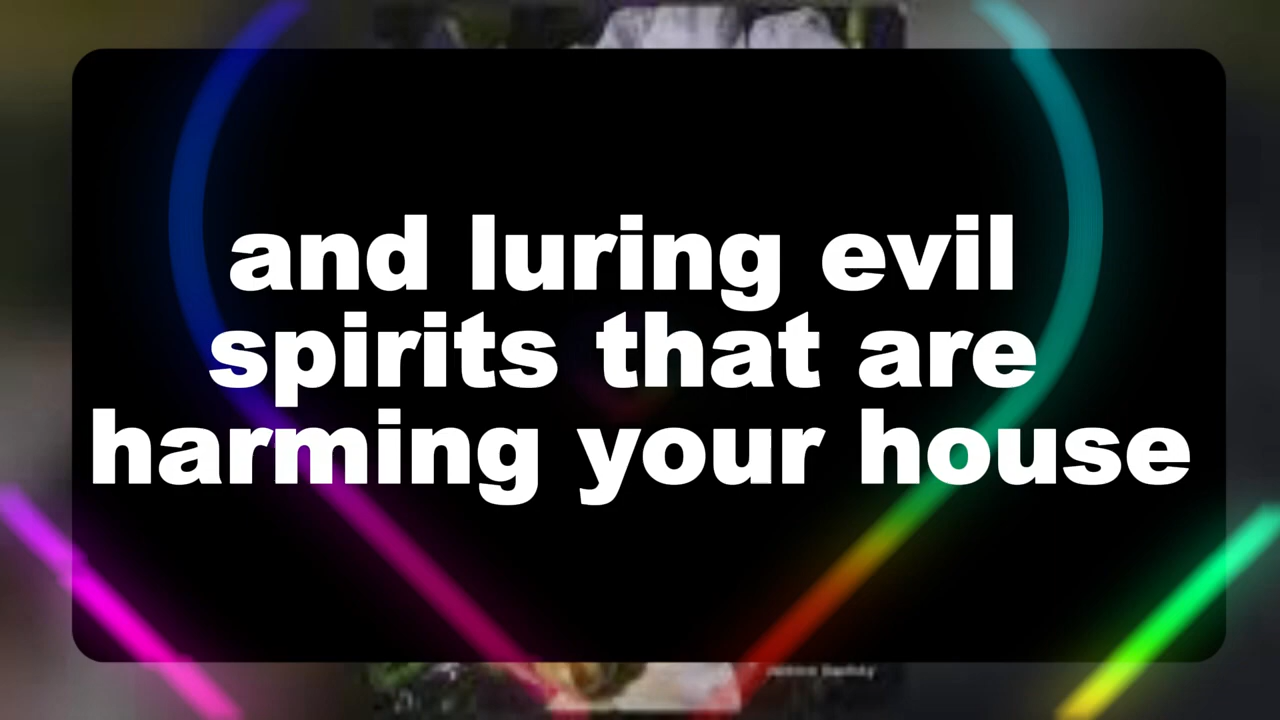 and luring evil
spirits that are
harming your house